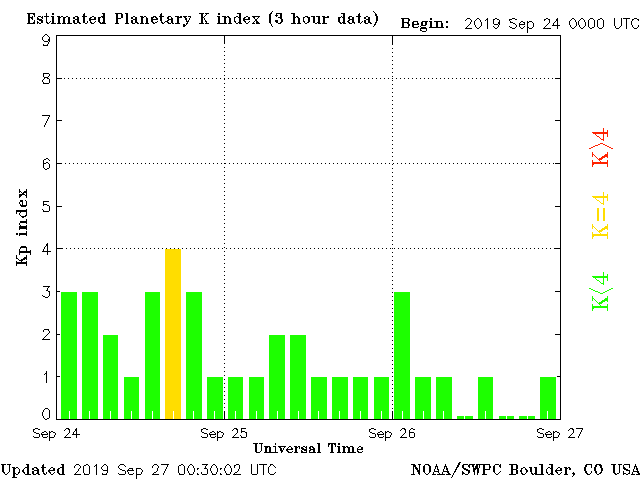 Estimated Planetary K index (3 hour data)
Begin: 2019 Sep 24 0000 UTC
9
8
7
6
5
4
3
2
1
0
Kp index
K>4
K=4
K<4
Sep 24
Sep 25
Sep 26
Sep 27
Universal Time
Updated 2019 Sep 27 00:30:02 UTC
NOAA/SWPC Boulder, CO USA